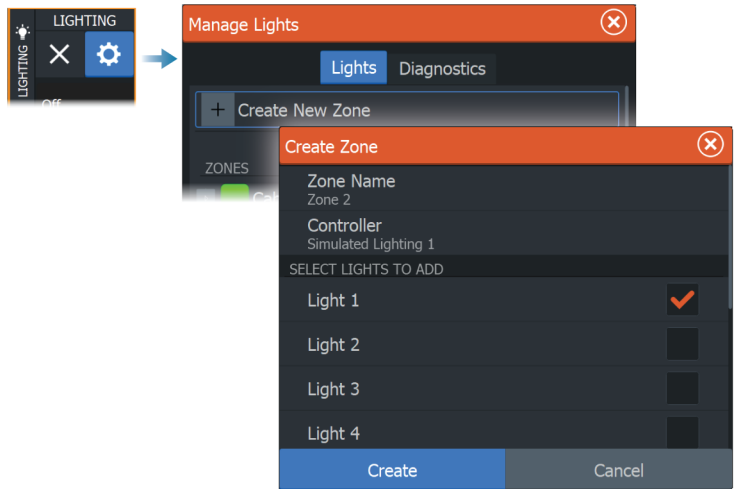 LIGHTING
LIGHTING
Off
Manage Lights
Lights
Diagnostics
+ Create New Zone
ZONES
Create Zone
Zone Name
Zone 2
Controller
Simulated Lighting 1
SELECT LIGHTS TO ADD
Light 1
Light 2
Light 3
Light 4
Create
Cancel